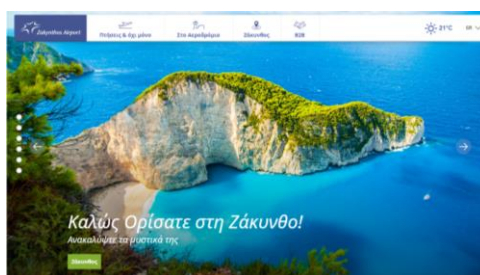 Zakynthos Airport
Πτήσεις & όχι μόνο
Στο Αεροδρόμιο
Ζάκυνθος
B2B
21°C
Καλώς Ορίσατε στη Ζάκυνθο!
Ανακαλύψτε τα μυστικά της
Ζάκυνθος